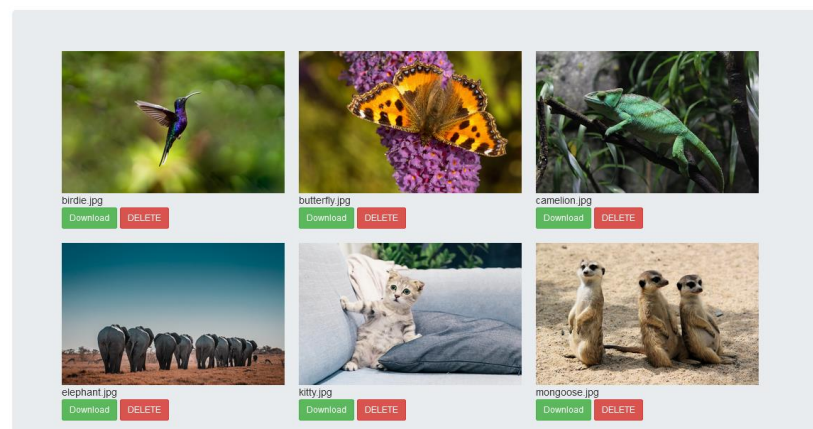 birdie.jpg
Download DELETE
butterfly.jpg
Download DELETE
camelion.jpg
Download DELETE
elephant.jpg
Download DELETE
kitty.jpg
Download DELETE
mongoose.jpg
Download DELETE